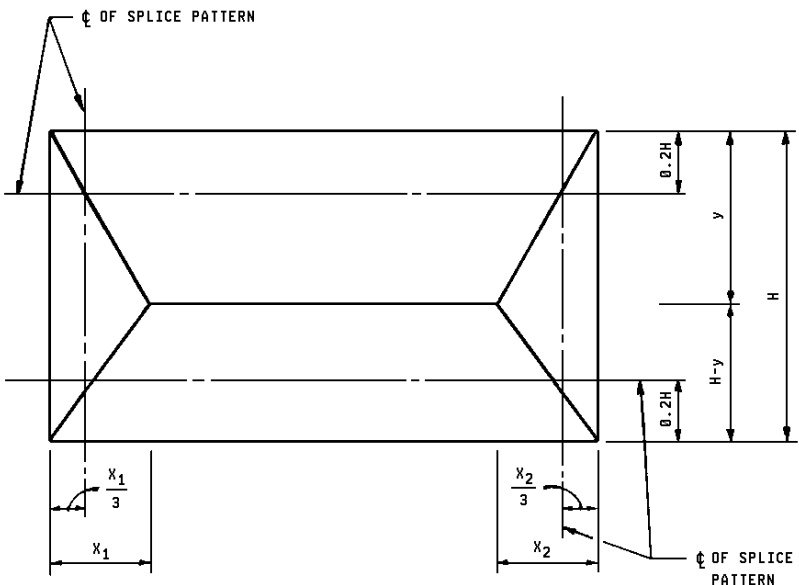 ℄ OF SPLICE PATTERN
0.2H
y
H
H-y
0.2H
X₁/3
X₂/3
X₁
X₂
℄ OF SPLICE
PATTERN